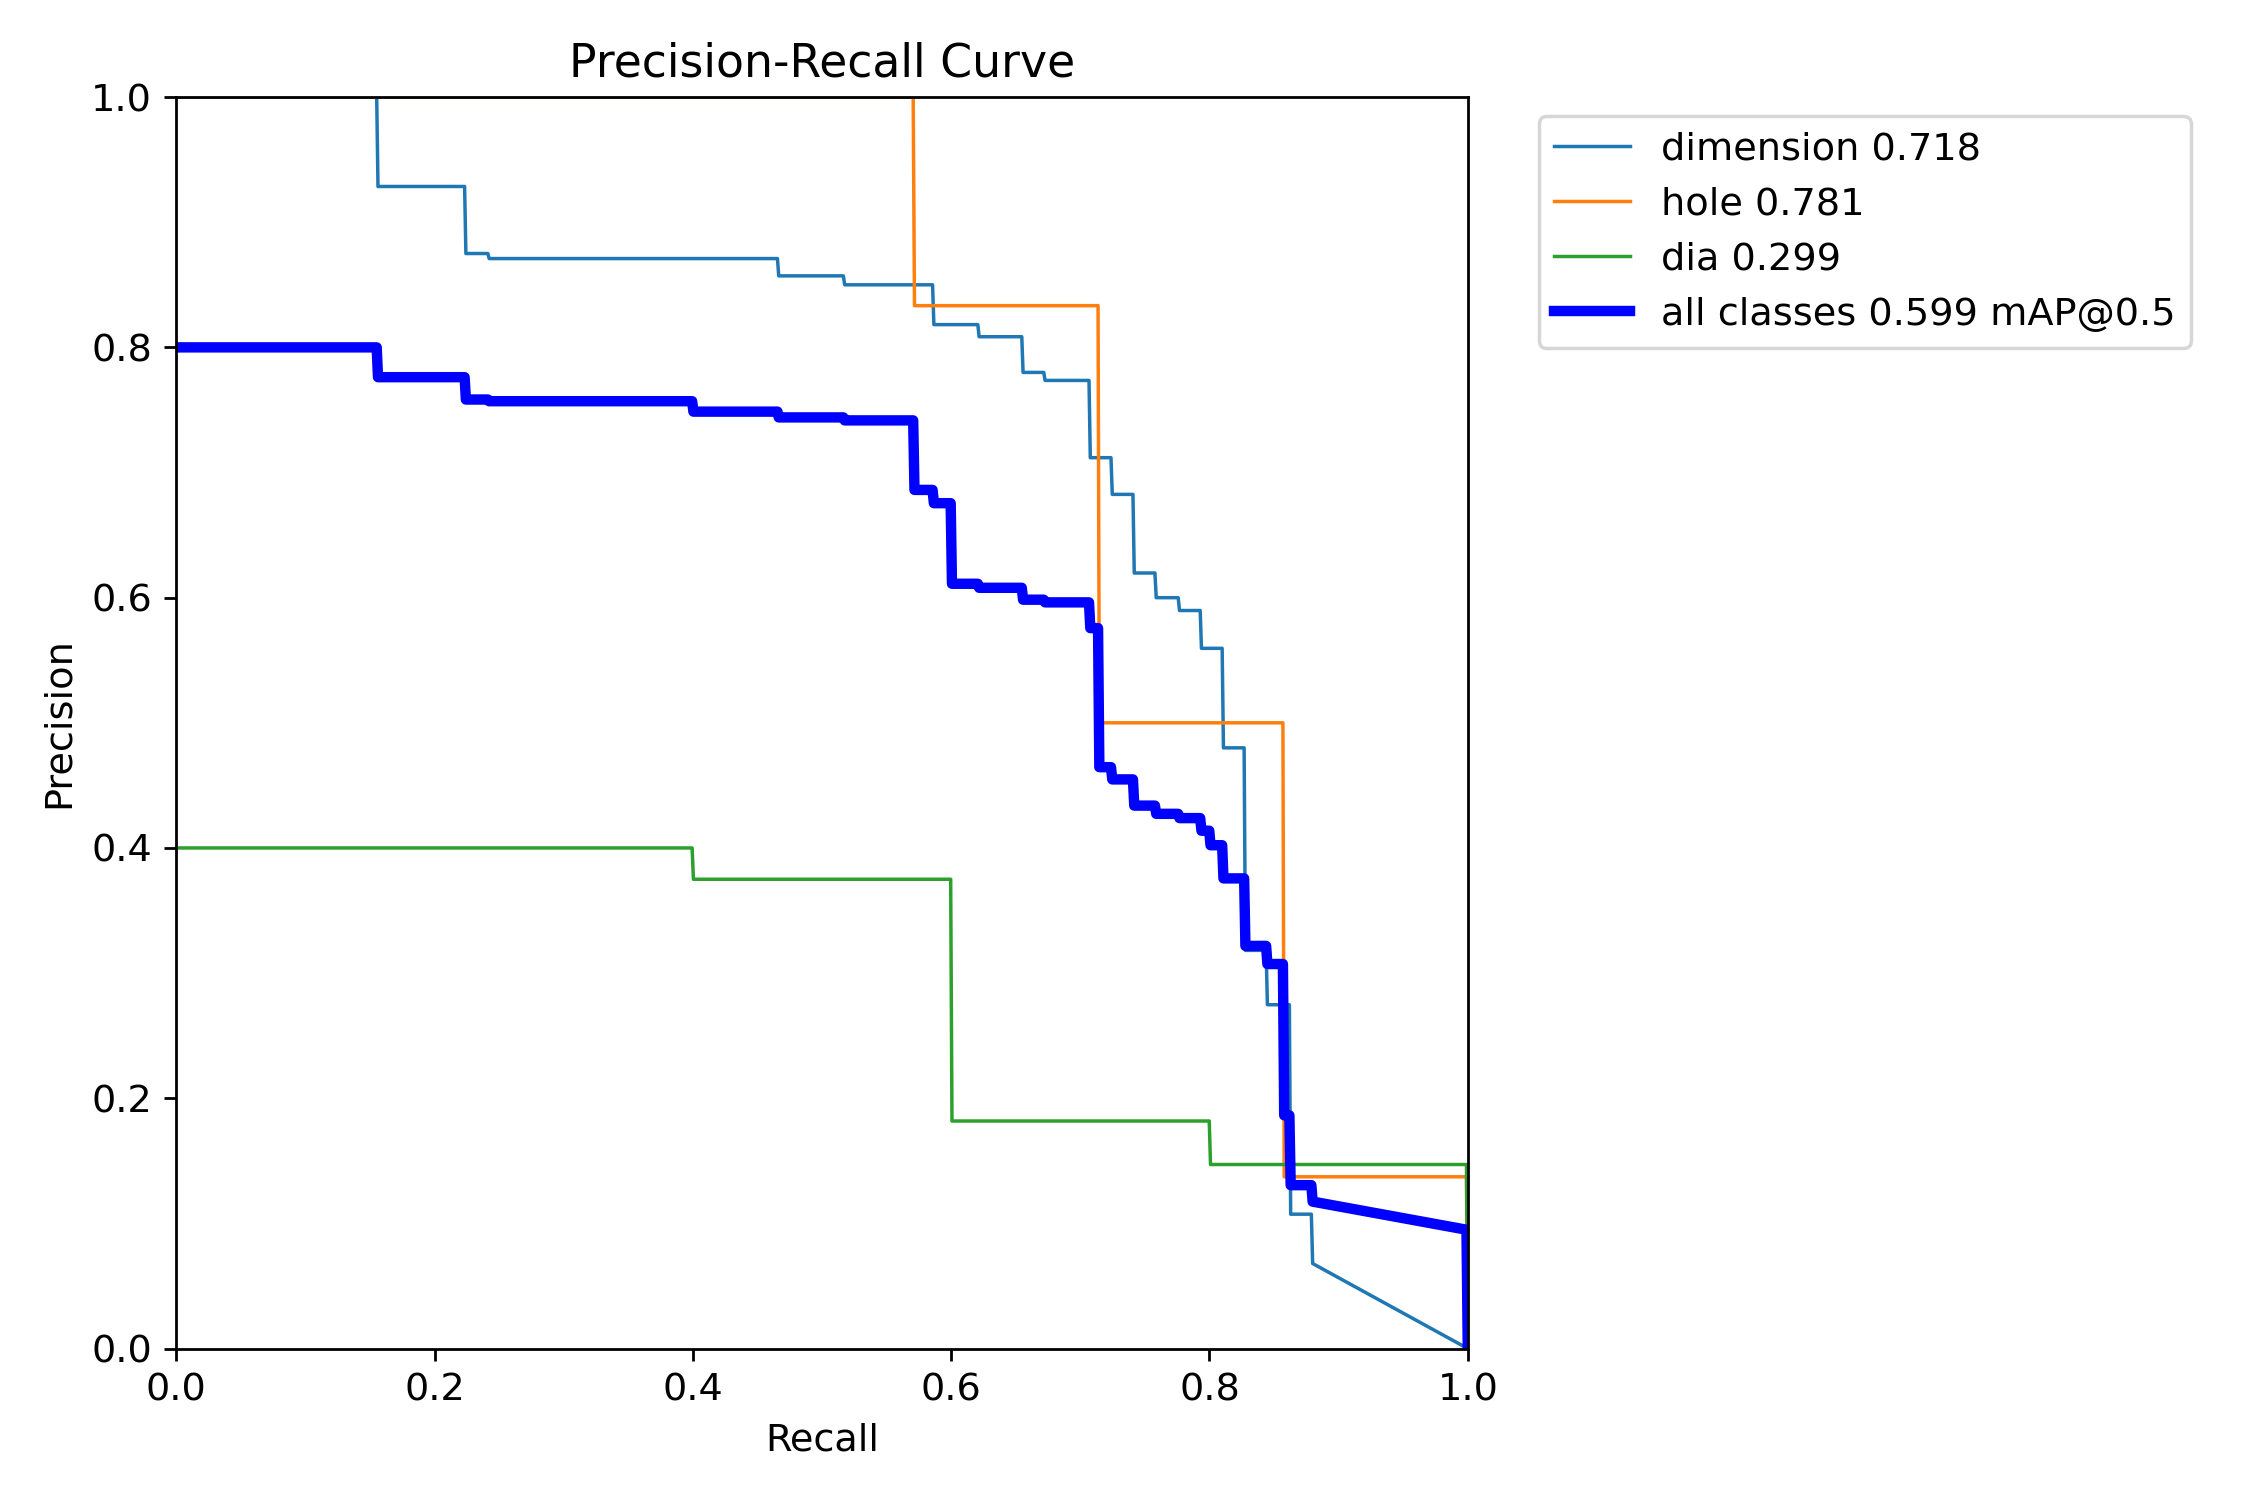 Precision-Recall Curve
1.0
0.8
0.6
0.4
0.2
0.0
Precision
0.0 0.2 0.4 0.6 0.8 1.0
Recall
dimension 0.718
hole 0.781
dia 0.299
all classes 0.599 mAP@0.5